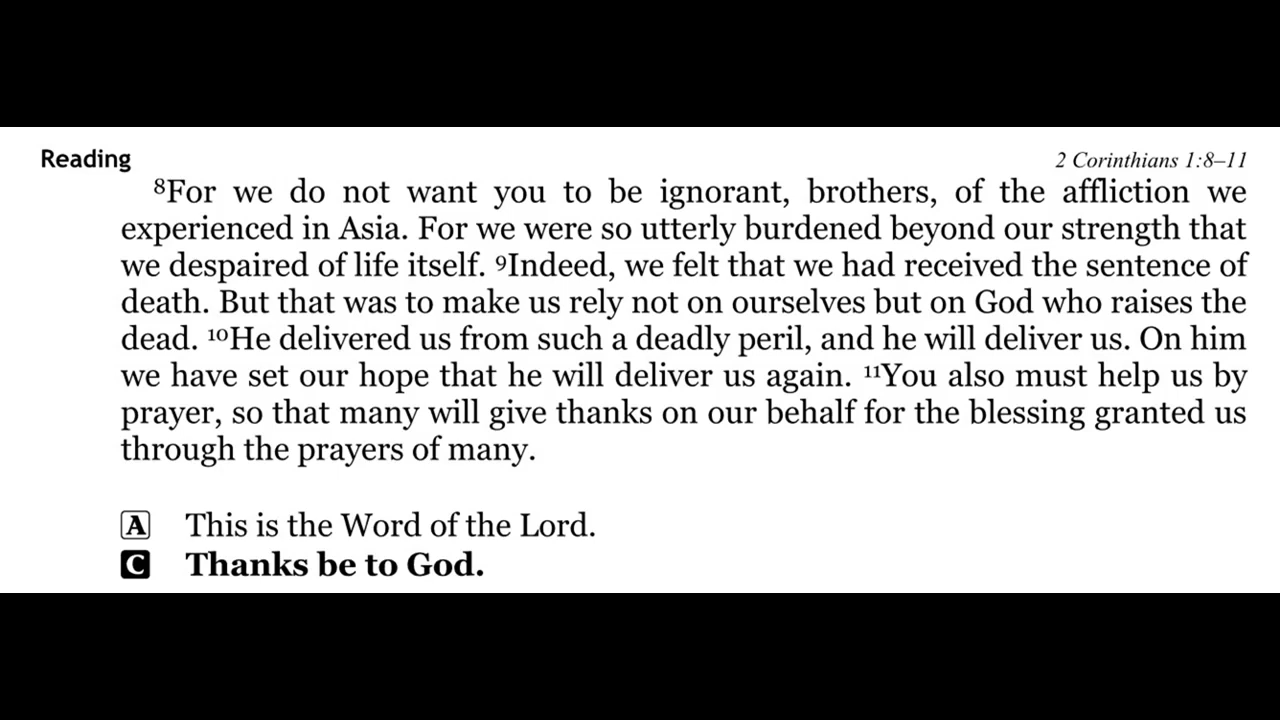 Reading
2 Corinthians 1:8–11
⁸For we do not want you to be ignorant, brothers, of the affliction we
experienced in Asia. For we were so utterly burdened beyond our strength that
we despaired of life itself. ⁹Indeed, we felt that we had received the sentence of
death. But that was to make us rely not on ourselves but on God who raises the
dead. ¹⁰He delivered us from such a deadly peril, and he will deliver us. On him
we have set our hope that he will deliver us again. ¹¹You also must help us by
prayer, so that many will give thanks on our behalf for the blessing granted us
through the prayers of many.
A This is the Word of the Lord.
C Thanks be to God.